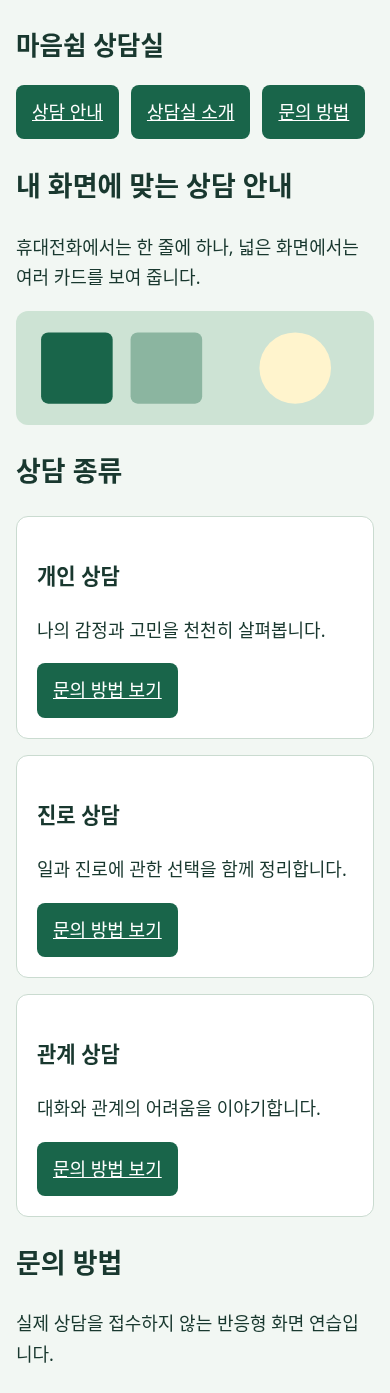 마음쉼 상담실
상담 안내
상담실 소개
문의 방법
내 화면에 맞는 상담 안내
휴대전화에서는 한 줄에 하나, 넓은 화면에서는
여러 카드를 보여 줍니다.
상담 종류
개인 상담
나의 감정과 고민을 천천히 살펴봅니다.
문의 방법 보기
진로 상담
일과 진로에 관한 선택을 함께 정리합니다.
문의 방법 보기
관계 상담
대화와 관계의 어려움을 이야기합니다.
문의 방법 보기
문의 방법
실제 상담을 접수하지 않는 반응형 화면 연습입
니다.